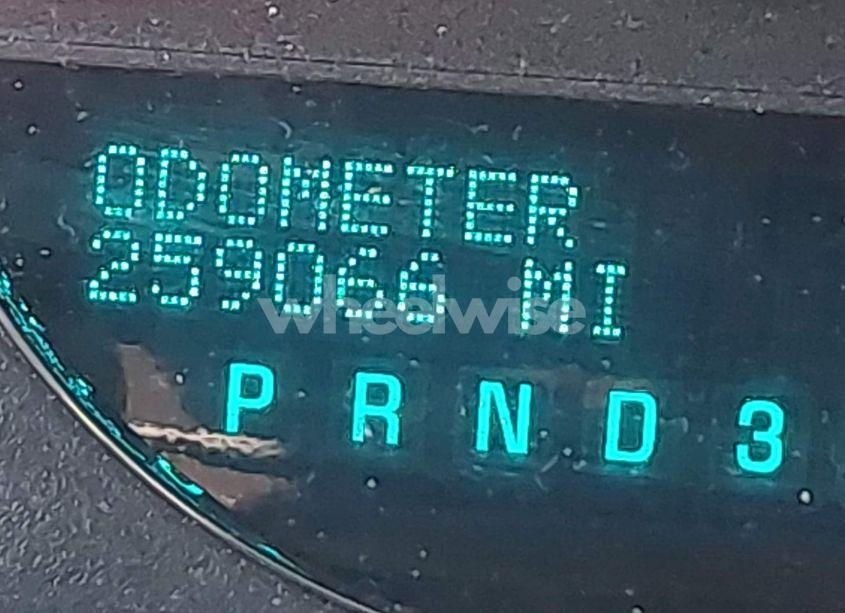 ODOMETER
259066 MI
wheelwise
P R N D 3